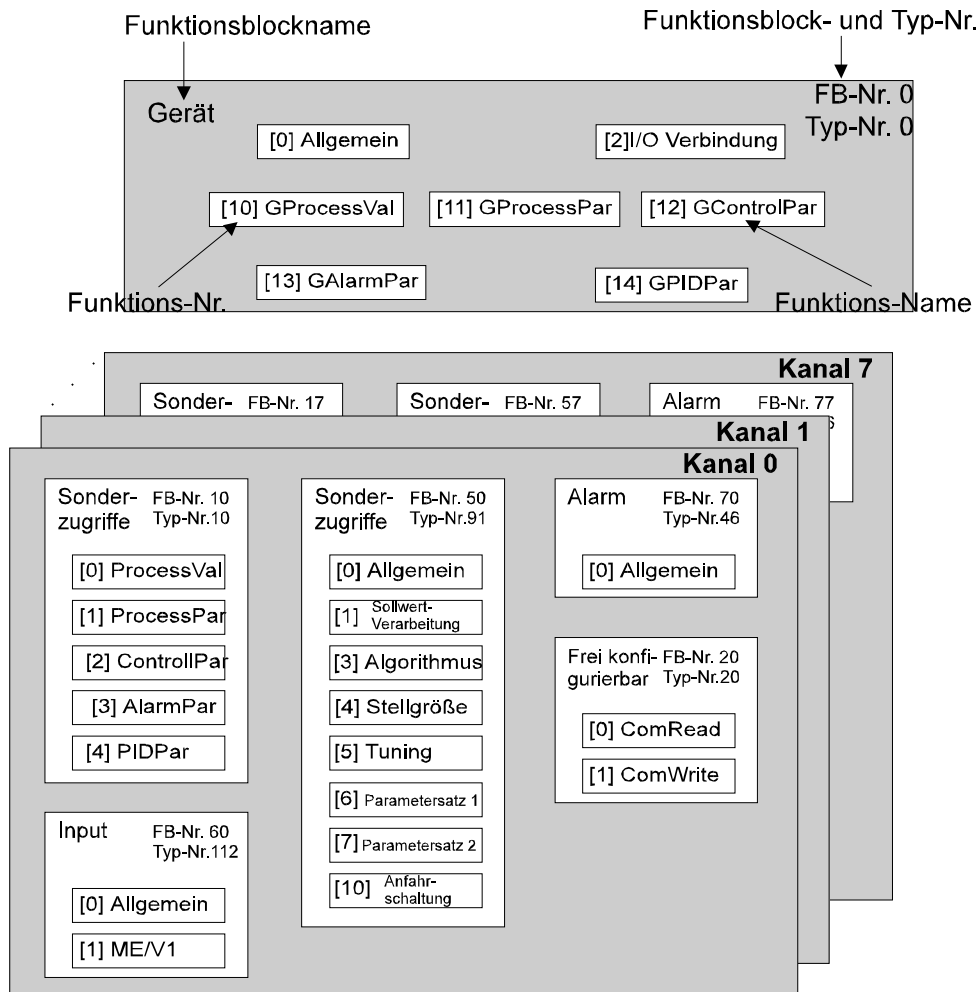 Funktionsblockname
Funktionsblock- und Typ-Nr.
Gerät
FB-Nr. 0
Typ-Nr. 0
[0] Allgemein
[2]I/O Verbindung
[10] GProcessVal
[11] GProcessPar
[12] GControlPar
[13] GAlarmPar
[14] GPIDPar
Funktions-Nr.
Funktions-Name
Kanal 7
Sonder-
FB-Nr. 17
Sonder-
FB-Nr. 57
Alarm
FB-Nr. 77
6
Kanal 1
Kanal 0
Sonder-
zugriffe
FB-Nr. 10
Typ-Nr.10
[0] ProcessVal
[1] ProcessPar
[2] ControllPar
[3] AlarmPar
[4] PIDPar
Input
FB-Nr. 60
Typ-Nr.112
[0] Allgemein
[1] ME/V1
Sonder-
zugriffe
FB-Nr. 50
Typ-Nr.91
[0] Allgemein
[1] Sollwert-
Verarbeitung
[3] Algorithmus
[4] Stellgröße
[5] Tuning
[6] Parametersatz 1
[7] Parametersatz 2
[10] Anfahr-
schaltung
Alarm
FB-Nr. 70
Typ-Nr.46
[0] Allgemein
Frei konfi-
gurierbar
FB-Nr. 20
Typ-Nr.20
[0] ComRead
[1] ComWrite